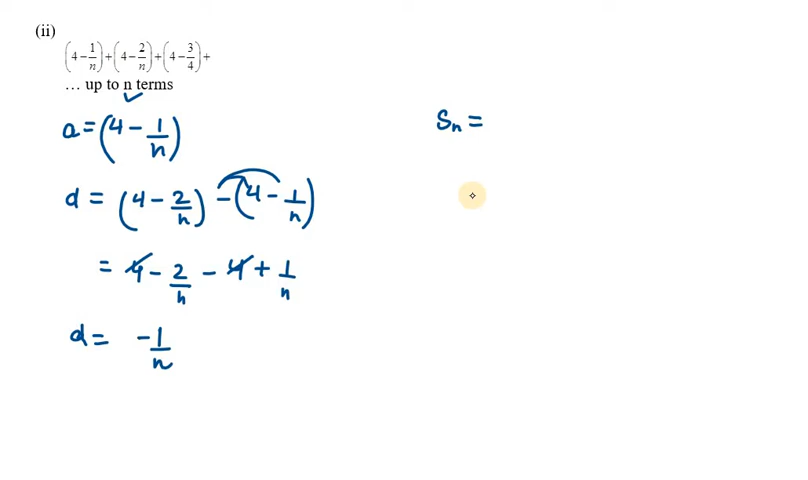 (ii)
(4 - 1/n) + (4 - 2/n) + (4 - 3/4) +
... up to n terms
a = (4 - 1/n)
d = (4 - 2/n) - (4 - 1/n)
= 4 - 2/n - 4 + 1/n
d = -1/n
Sn =